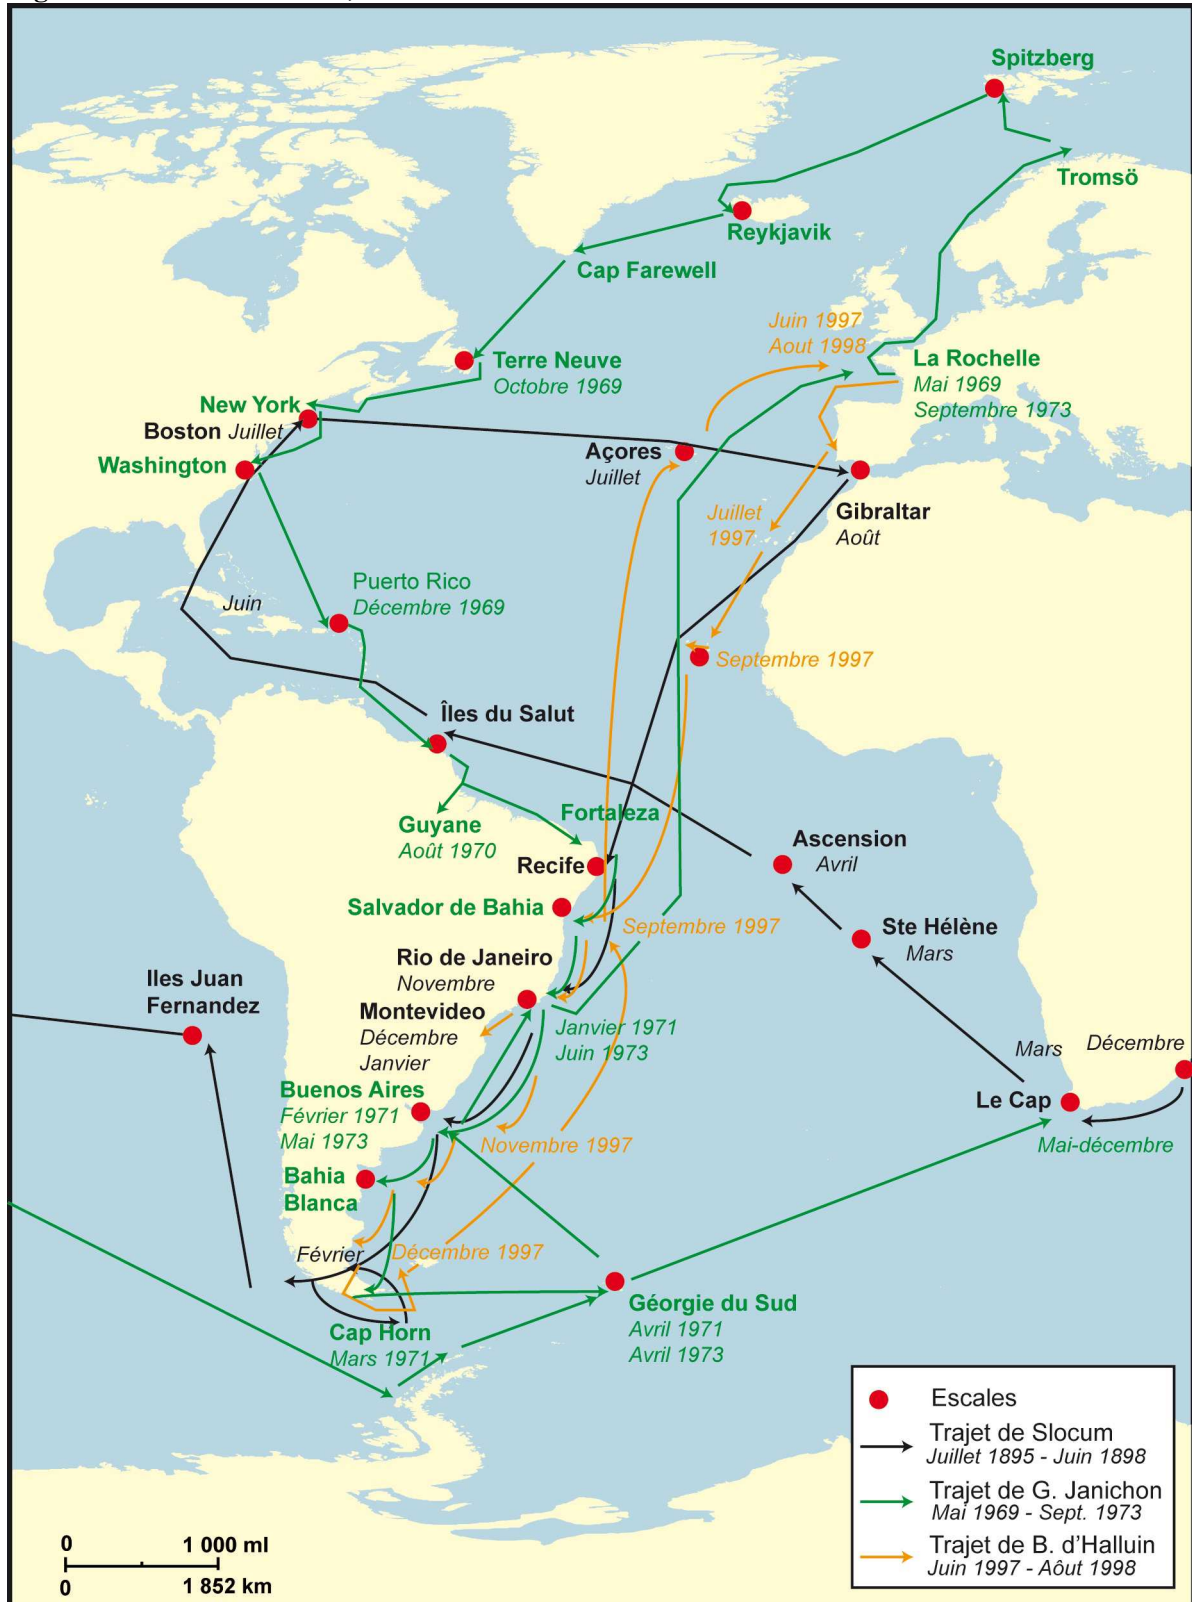 Spitzberg
Tromsö
Reykjavik
Cap Farewell
Juin 1997
Aout 1998
Terre Neuve
Octobre 1969
La Rochelle
Mai 1969
Septembre 1973
New York
Boston Juillet
Washington
Açores
Juillet
Gibraltar
Août
Juillet
1997
Puerto Rico
Décembre 1969
Juin
Septembre 1997
Îles du Salut
Fortaleza
Guyane
Août 1970
Recife
Ascension
Avril
Salvador de Bahia
Septembre 1997
Ste Hélène
Mars
Rio de Janeiro
Novembre
Iles Juan
Fernandez
Montevideo
Décembre
Janvier
Janvier 1971
Juin 1973
Mars
Décembre
Buenos Aires
Février 1971
Mai 1973
Le Cap
Mai-décembre
Novembre 1997
Bahia
Blanca
Février
Décembre 1997
Géorgie du Sud
Avril 1971
Avril 1973
Cap Horn
Mars 1971
Escales
Trajet de Slocum
Juillet 1895 - Juin 1898
Trajet de G. Janichon
Mai 1969 - Sept. 1973
Trajet de B. d'Halluin
Juin 1997 - Aôut 1998
0 1 000 ml
0 1 852 km